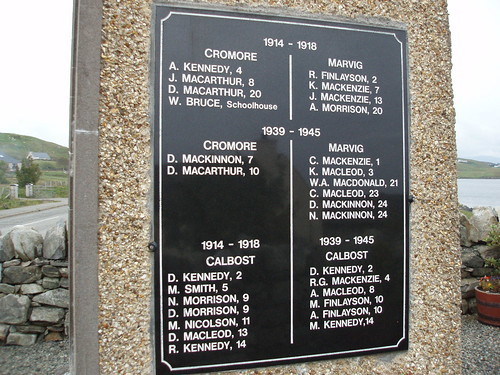 1914 - 1918
CROMORE
A. KENNEDY, 4
J. MACARTHUR, 8
D. MACARTHUR, 20
W. BRUCE, Schoolhouse
MARVIG
R. FINLAYSON, 2
K. MACKENZIE, 7
J. MACKENZIE, 13
A. MORRISON, 20
1939 - 1945
CROMORE
D. MACKINNON, 7
D. MACARTHUR, 10
MARVIG
C. MACKENZIE, 1
K. MACLEOD, 3
W.A. MACDONALD, 21
C. MACLEOD, 23
D. MACKINNON, 24
N. MACKINNON, 24
1914 - 1918
CALBOST
D. KENNEDY, 2
M. SMITH, 5
N. MORRISON, 9
D. MORRISON, 9
M. NICOLSON, 11
D. MACLEOD, 13
R. KENNEDY, 14
1939 - 1945
CALBOST
D. KENNEDY, 2
R.G. MACKENZIE, 4
A. MACLEOD, 8
M. FINLAYSON, 10
A. FINLAYSON, 10
M. KENNEDY,14